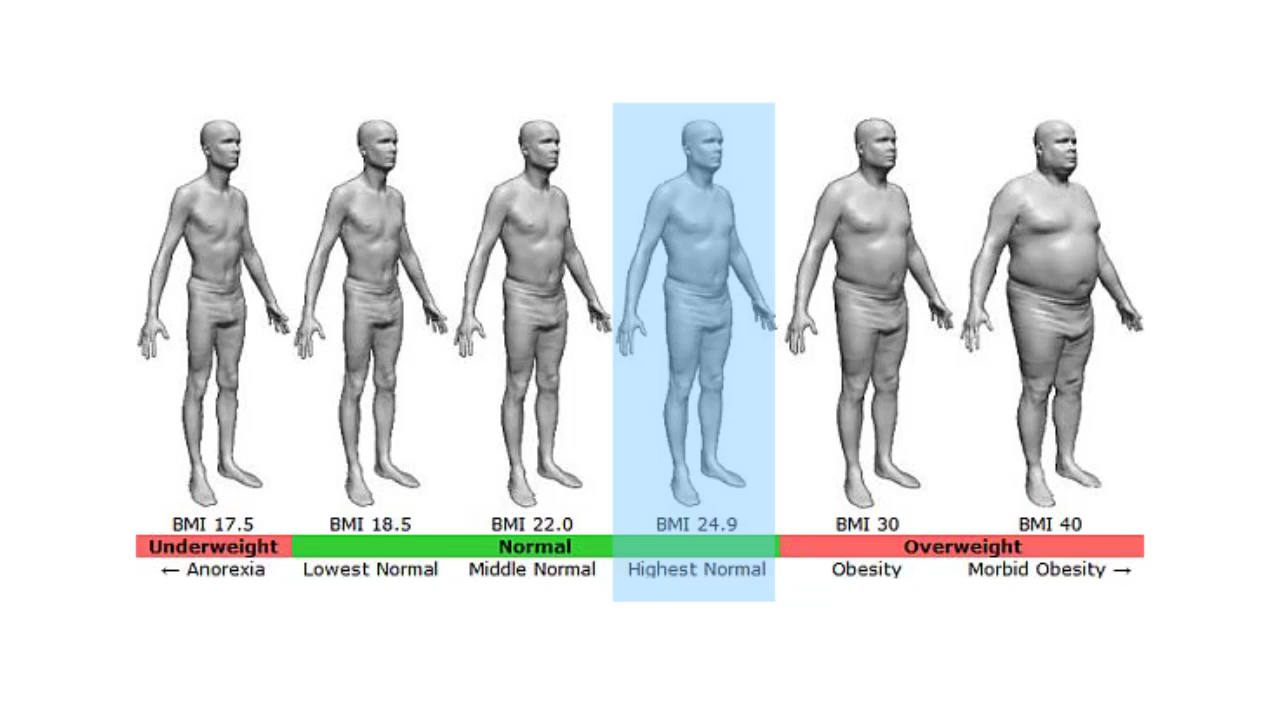 BMI 17.5 BMI 18.5 BMI 22.0 BMI 24.9 BMI 30 BMI 40
Underweight Normal Overweight
← Anorexia Lowest Normal Middle Normal Highest Normal Obesity Morbid Obesity →